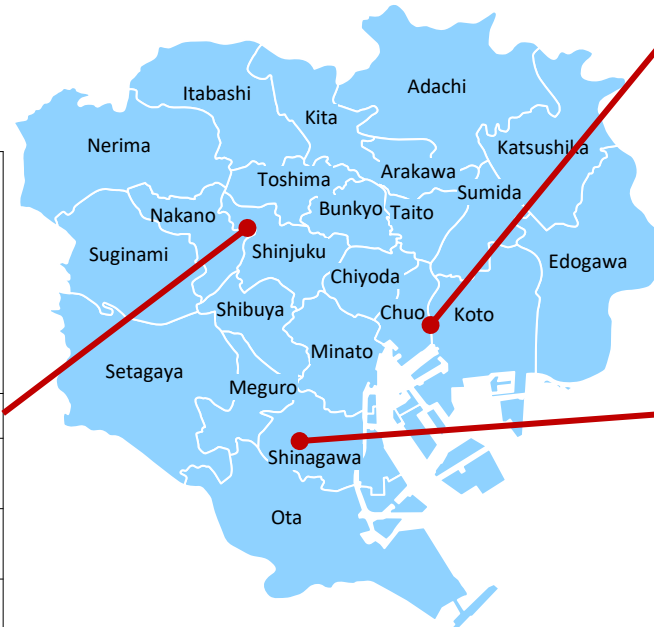 Adachi
Itabashi
Kita
Nerima
Katsushika
Arakawa
Toshima
Sumida
Bunkyo
Taito
Nakano
Shinjuku
Suginami
Edogawa
Chiyoda
Shibuya
Chuo
Koto
Minato
Setagaya
Meguro
Shinagawa
Ota